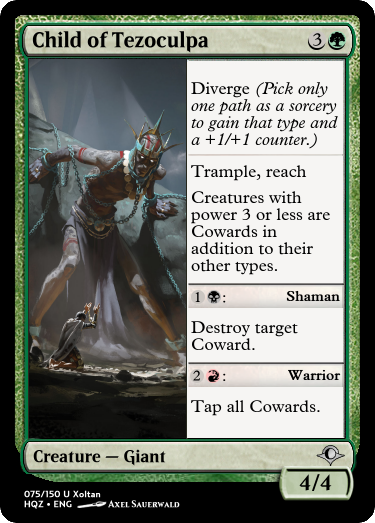 Child of Tezoculpa 3
Diverge (Pick only
one path as a sorcery
to gain that type and
a +1/+1 counter.)
Trample, reach
Creatures with
power 3 or less are
Cowards in
addition to their
other types.
1 : Shaman
Destroy target
Coward.
2 : Warrior
Tap all Cowards.
Creature — Giant
4/4
075/150 U Xoltan
HQZ • ENG Axel Sauerwald